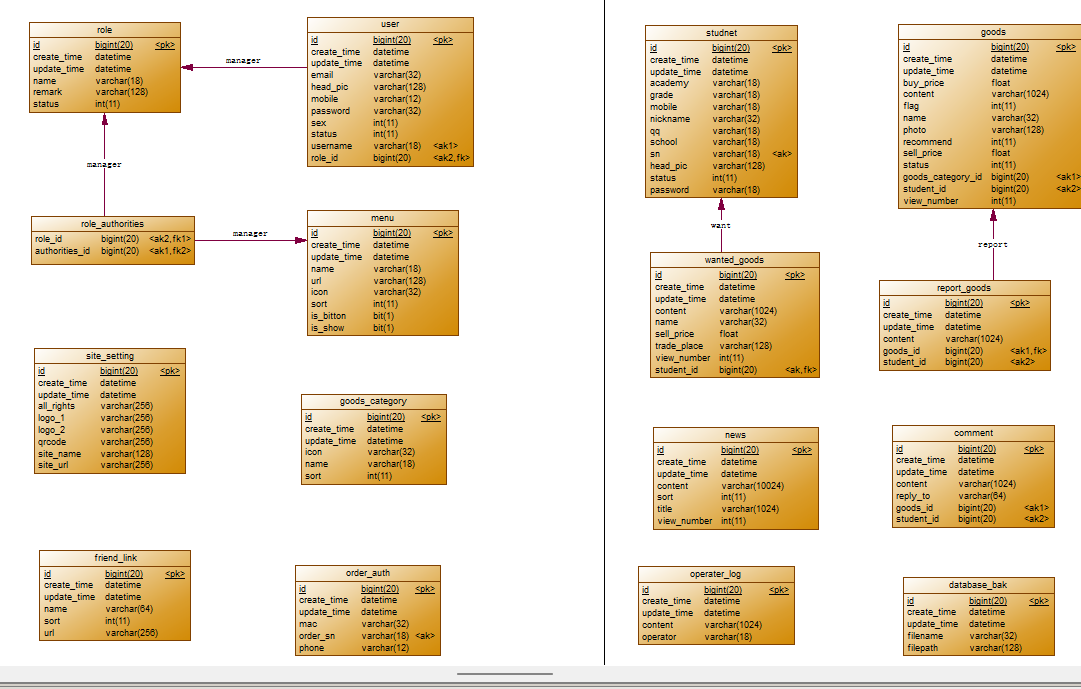 role
id bigint(20) <pk>
create_time datetime
update_time datetime
name varchar(18)
remark varchar(128)
status int(11)
manager
user
id bigint(20) <pk>
create_time datetime
update_time datetime
email varchar(32)
head_pic varchar(128)
mobile varchar(12)
password varchar(32)
sex int(11)
status int(11)
username varchar(18) <ak1>
role_id bigint(20) <ak2,fk>
manager
role_authorities
role_id bigint(20) <ak2,fk1>
authorities_id bigint(20) <ak1,fk2>
manager
menu
id bigint(20) <pk>
create_time datetime
update_time datetime
name varchar(18)
url varchar(128)
icon varchar(32)
sort int(11)
is_bitton bit(1)
is_show bit(1)
site_setting
id bigint(20) <pk>
create_time datetime
update_time datetime
all_rights varchar(256)
logo_1 varchar(256)
logo_2 varchar(256)
qrcode varchar(256)
site_name varchar(128)
site_url varchar(256)
goods_category
id bigint(20) <pk>
create_time datetime
update_time datetime
icon varchar(32)
name varchar(18)
sort int(11)
friend_link
id bigint(20) <pk>
create_time datetime
update_time datetime
name varchar(64)
sort int(11)
url varchar(256)
order_auth
id bigint(20) <pk>
create_time datetime
update_time datetime
mac varchar(32)
order_sn varchar(18) <ak>
phone varchar(12)
studnet
id bigint(20) <pk>
create_time datetime
update_time datetime
academy varchar(18)
grade varchar(18)
mobile varchar(18)
nickname varchar(32)
qq varchar(18)
school varchar(18)
sn varchar(18) <ak>
head_pic varchar(128)
status int(11)
password varchar(18)
want
goods
id bigint(20) <pk>
create_time datetime
update_time datetime
buy_price float
content varchar(1024)
flag int(11)
name varchar(32)
photo varchar(128)
recommend int(11)
sell_price float
status int(11)
goods_category_id bigint(20) <ak1>
student_id bigint(20) <ak2>
view_number int(11)
report
wanted_goods
id bigint(20) <pk>
create_time datetime
update_time datetime
content varchar(1024)
name varchar(32)
sell_price float
trade_place varchar(128)
view_number int(11)
student_id bigint(20) <ak,fk>
report_goods
id bigint(20) <pk>
create_time datetime
update_time datetime
content varchar(1024)
goods_id bigint(20) <ak1,fk>
student_id bigint(20) <ak2>
news
id bigint(20) <pk>
create_time datetime
update_time datetime
content varchar(10024)
sort int(11)
title varchar(1024)
view_number int(11)
comment
id bigint(20) <pk>
create_time datetime
update_time datetime
content varchar(1024)
reply_to varchar(64)
goods_id bigint(20) <ak1>
student_id bigint(20) <ak2>
operater_log
id bigint(20) <pk>
create_time datetime
update_time datetime
content varchar(1024)
operator varchar(18)
database_bak
id bigint(20) <pk>
create_time datetime
update_time datetime
filename varchar(32)
filepath varchar(128)